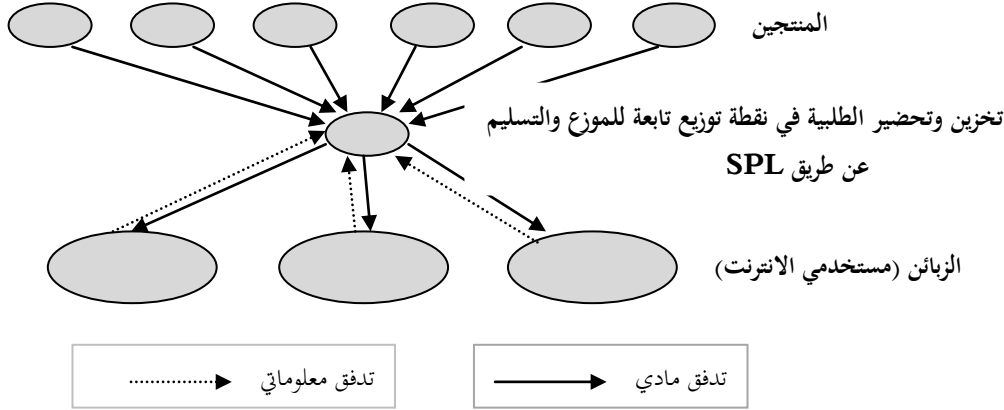 المنتجين
تخزين وتحضير الطلبية في نقطة توزيع تابعة للموزع والتسليم
عن طريق SPL
الزبائن (مستخدمي الانترنت)
تدفق مادي
تدفق معلوماتي